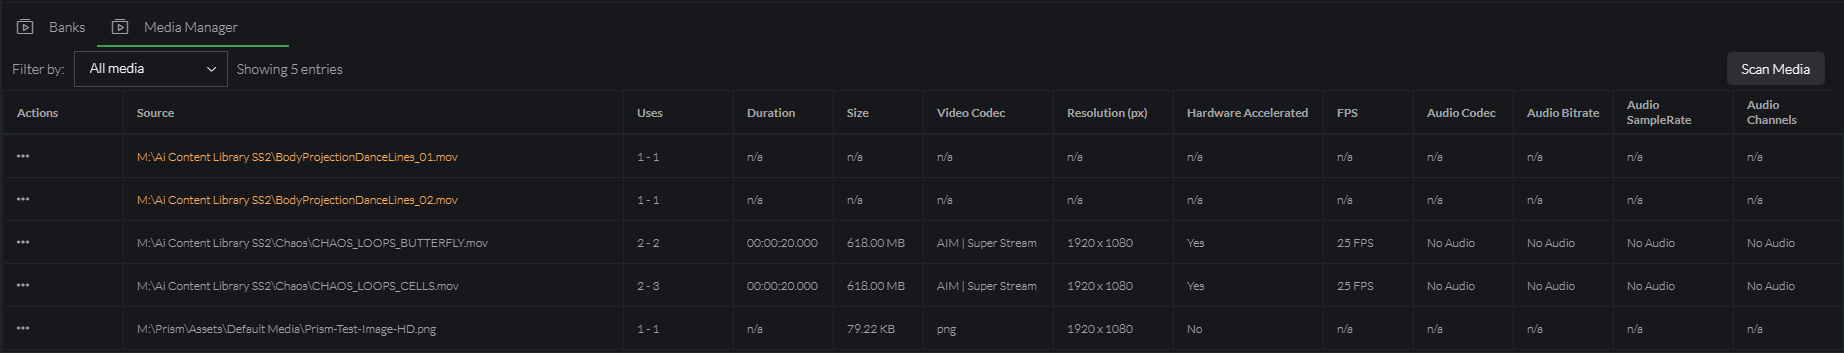 Banks Media Manager
Filter by: All media Showing 5 entries Scan Media
Actions Source Uses Duration Size Video Codec Resolution (px) Hardware Accelerated FPS Audio Codec Audio Bitrate Audio SampleRate Audio Channels
M:\Ai Content Library SS2\BodyProjectionDanceLines_01.mov 1 - 1 n/a n/a n/a n/a n/a n/a n/a n/a n/a n/a
M:\Ai Content Library SS2\BodyProjectionDanceLines_02.mov 1 - 1 n/a n/a n/a n/a n/a n/a n/a n/a n/a n/a
M:\Ai Content Library SS2\Chaos\CHAOS_LOOPS_BUTTERFLY.mov 2 - 2 00:00:20.000 618.00 MB AIM | Super Stream 1920 x 1080 Yes 25 FPS No Audio No Audio No Audio No Audio
M:\Ai Content Library SS2\Chaos\CHAOS_LOOPS_CELLS.mov 2 - 3 00:00:20.000 618.00 MB AIM | Super Stream 1920 x 1080 Yes 25 FPS No Audio No Audio No Audio No Audio
M:\Prism\Assets\Default Media\Prism-Test-Image-HD.png 1 - 1 n/a 79.22 KB png 1920 x 1080 No n/a n/a n/a n/a n/a